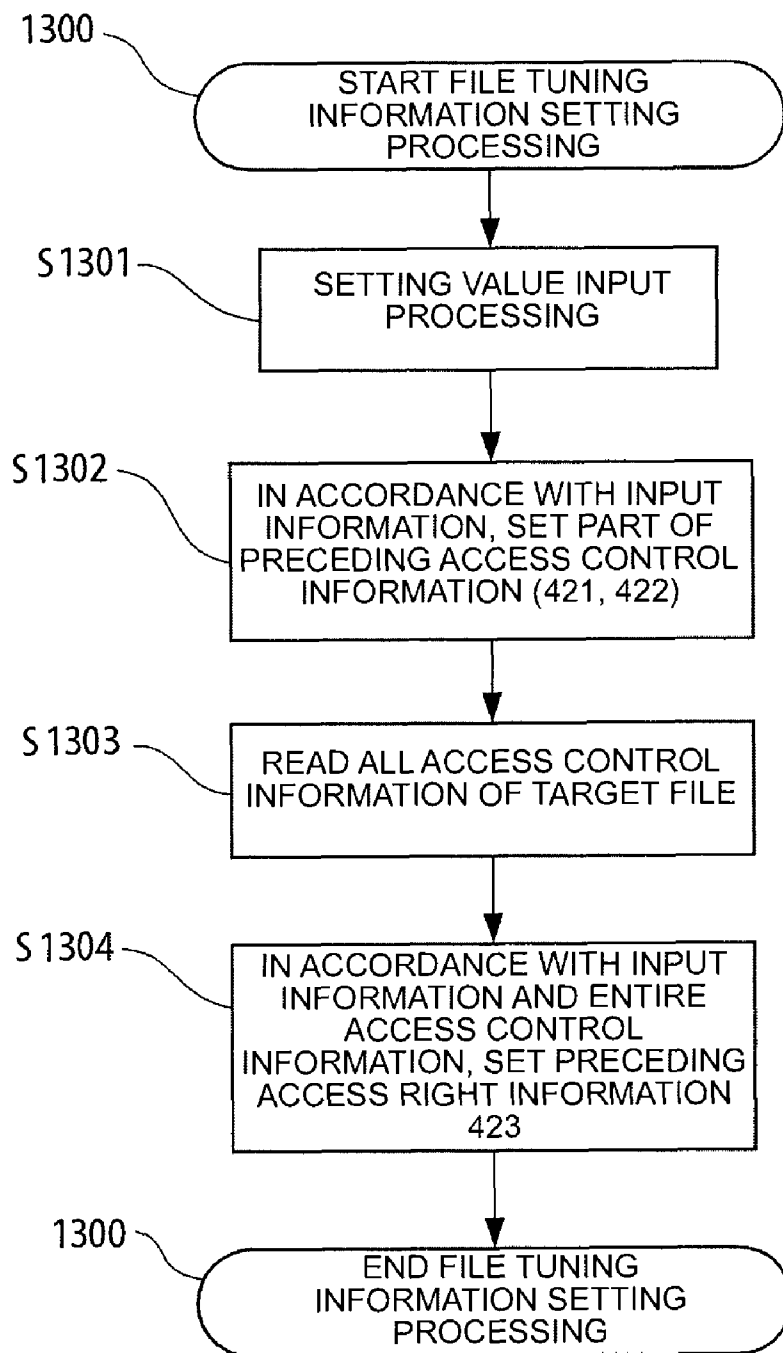 1300
START FILE TUNING
INFORMATION SETTING
PROCESSING
S1301
SETTING VALUE INPUT
PROCESSING
S1302
IN ACCORDANCE WITH INPUT
INFORMATION, SET PART OF
PRECEDING ACCESS CONTROL
INFORMATION (421, 422)
S1303
READ ALL ACCESS CONTROL
INFORMATION OF TARGET FILE
S1304
IN ACCORDANCE WITH INPUT
INFORMATION AND ENTIRE
ACCESS CONTROL
INFORMATION, SET PRECEDING
ACCESS RIGHT INFORMATION
423
1300
END FILE TUNING
INFORMATION SETTING
PROCESSING